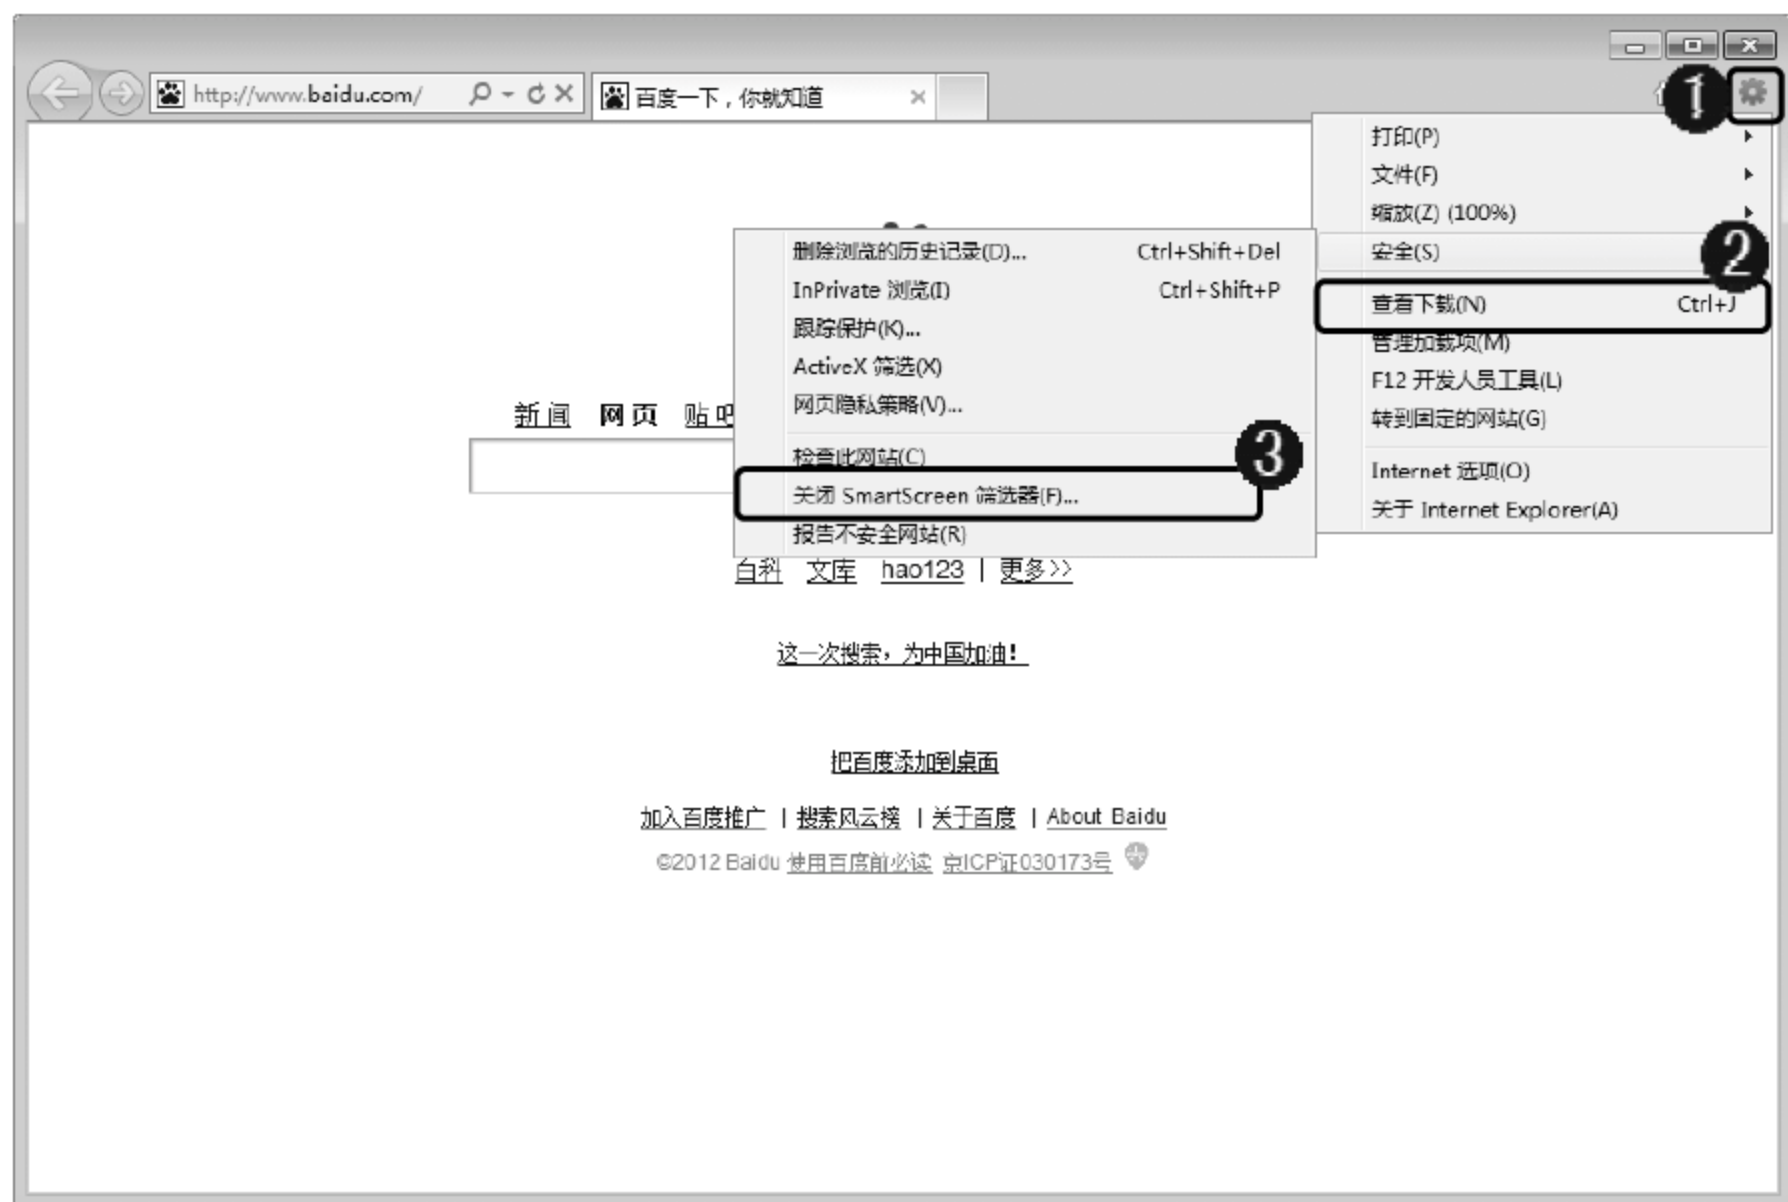 http://www.baidu.com/
百度一下，你就知道
1
打印(P)
文件(F)
缩放(Z) (100%)
安全(S)
2
查看下载(N) Ctrl+J
管理加载项(M)
F12 开发人员工具(L)
转到固定的网站(G)
Internet 选项(O)
关于 Internet Explorer(A)
删除浏览的历史记录(D)... Ctrl+Shift+Del
InPrivate 浏览(I) Ctrl+Shift+P
跟踪保护(K)...
ActiveX 筛选(X)
网页隐私策略(V)...
检查此网站(C)
3
关闭 SmartScreen 筛选器(F)...
报告不安全网站(R)
新闻 网页 贴吧
百科 文库 hao123 | 更多>>
这一次搜索，为中国加油！
把百度添加到桌面
加入百度推广 | 搜索风云榜 | 关于百度 | About Baidu
©2012 Baidu 使用百度前必读 京ICP证030173号